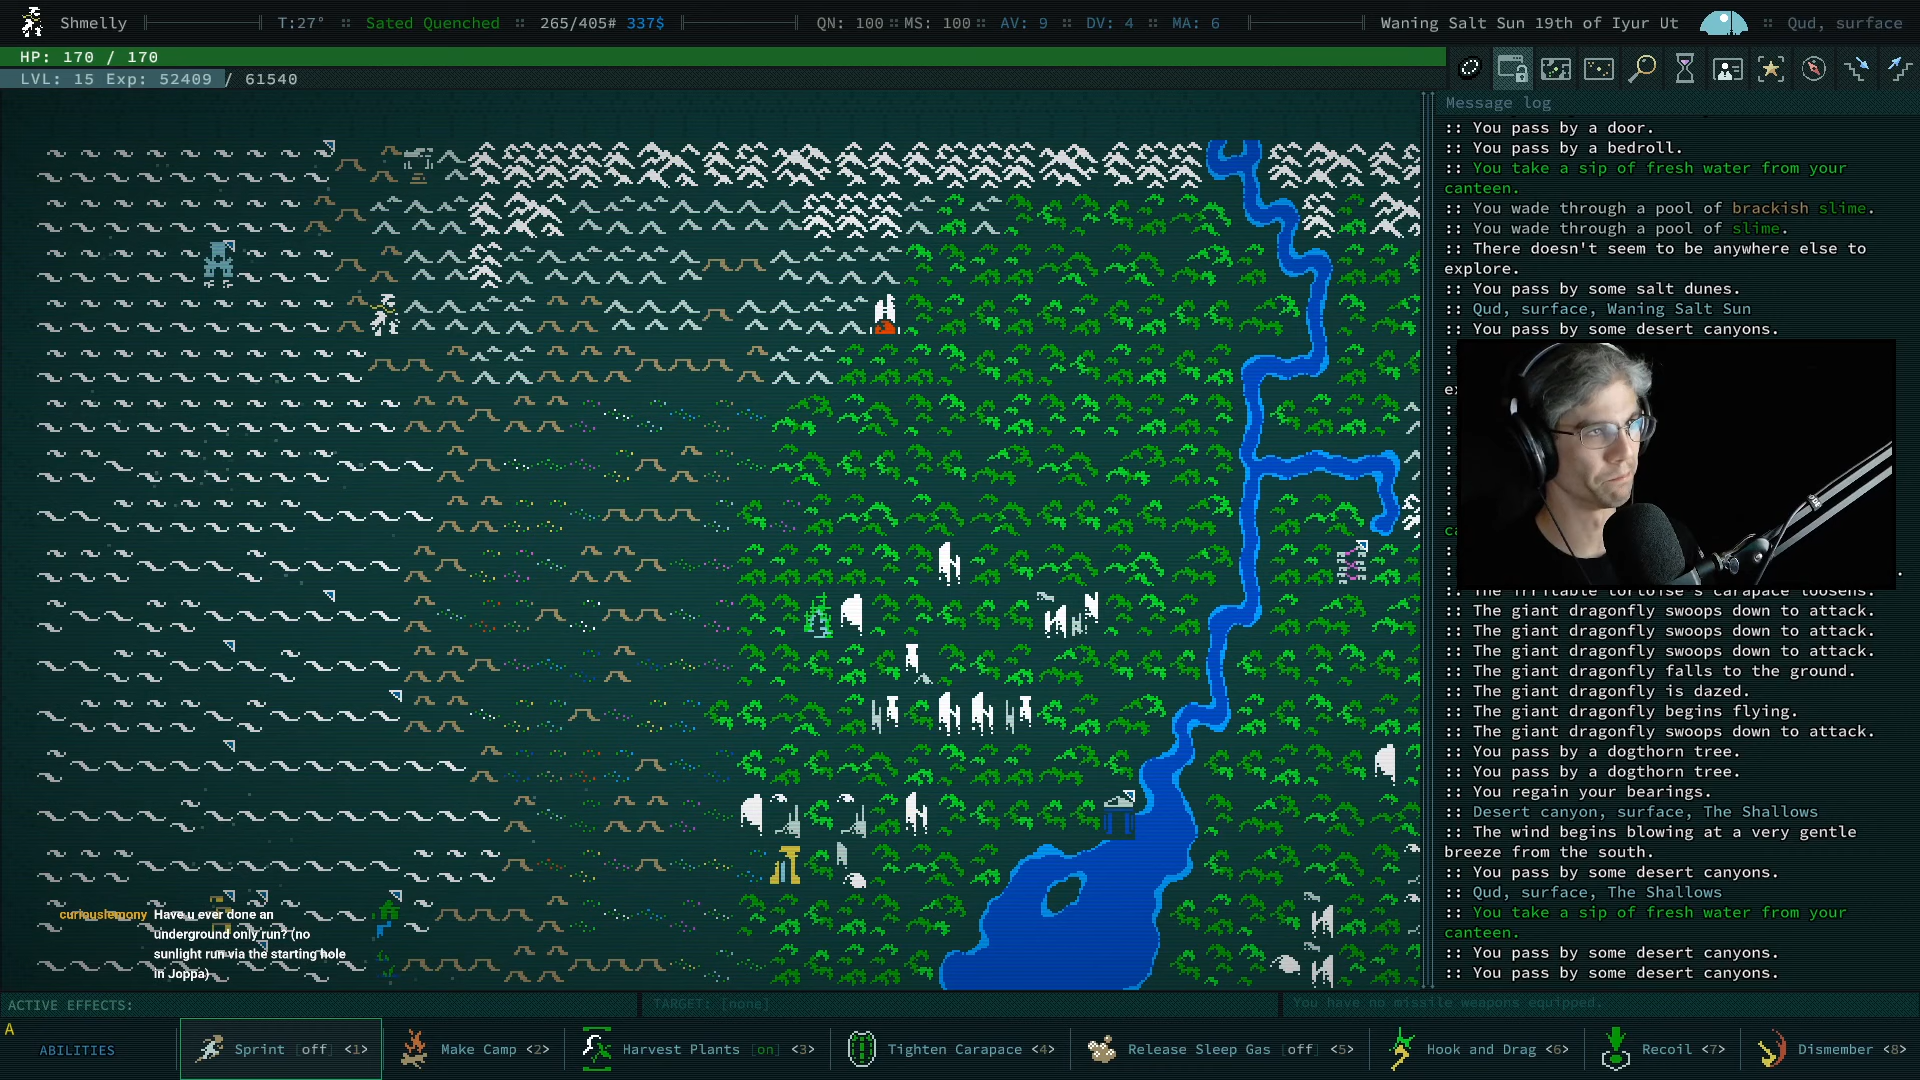 Shmelly
T:27° :: Sated Quenched :: 265/405# 337$
QN: 100 :: MS: 100 :: AV: 9 :: DV: 4 :: MA: 6
Waning Salt Sun 19th of Iyur Ut :: Qud, surface
HP: 170 / 170
LVL: 15 Exp: 52409 / 61540
Message log
:: You pass by a door.
:: You pass by a bedroll.
:: You take a sip of fresh water from your
canteen.
:: You wade through a pool of brackish slime.
:: You wade through a pool of slime.
:: There doesn't seem to be anywhere else to
explore.
:: You pass by some salt dunes.
:: Qud, surface, Waning Salt Sun
:: You pass by some desert canyons.
:: The irritable tortoise's carapace loosens.
:: The giant dragonfly swoops down to attack.
:: The giant dragonfly swoops down to attack.
:: The giant dragonfly swoops down to attack.
:: The giant dragonfly falls to the ground.
:: The giant dragonfly is dazed.
:: The giant dragonfly begins flying.
:: The giant dragonfly swoops down to attack.
:: You pass by a dogthorn tree.
:: You pass by a dogthorn tree.
:: You regain your bearings.
:: Desert canyon, surface, The Shallows
:: The wind begins blowing at a very gentle
breeze from the south.
:: You pass by some desert canyons.
:: Qud, surface, The Shallows
:: You take a sip of fresh water from your
canteen.
:: You pass by some desert canyons.
:: You pass by some desert canyons.
curiouslemony Have u ever done an
underground only run? (no
sunlight run via the starting hole
in Joppa)
ACTIVE EFFECTS:
TARGET: [none]
You have no missile weapons equipped.
A
ABILITIES
Sprint [off] <1>
Make Camp <2>
Harvest Plants [on] <3>
Tighten Carapace <4>
Release Sleep Gas [off] <5>
Hook and Drag <6>
Recoil <7>
Dismember <8>